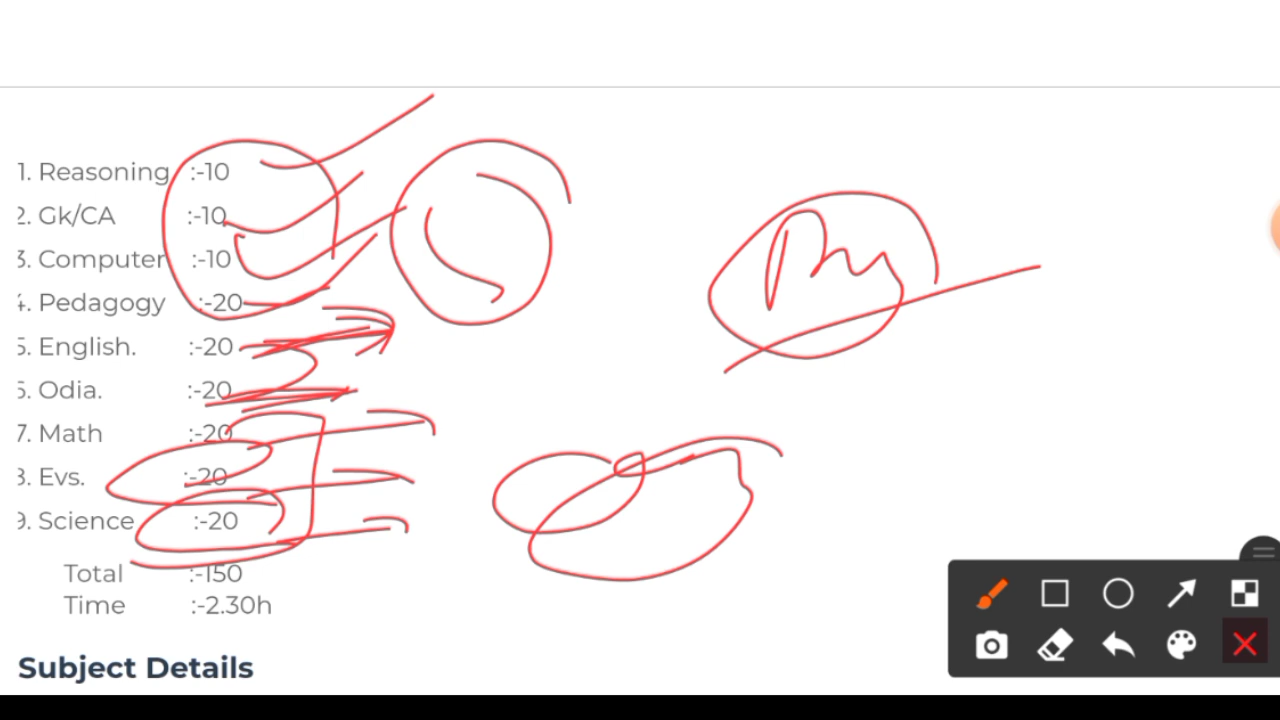 1. Reasoning :-10
2. Gk/CA :-10
3. Computer :-10
4. Pedagogy :-20
5. English. :-20
6. Odia. :-20
7. Math :-20
8. Evs. :-20
9. Science :-20
Total :-150
Time :-2.30h
Subject Details